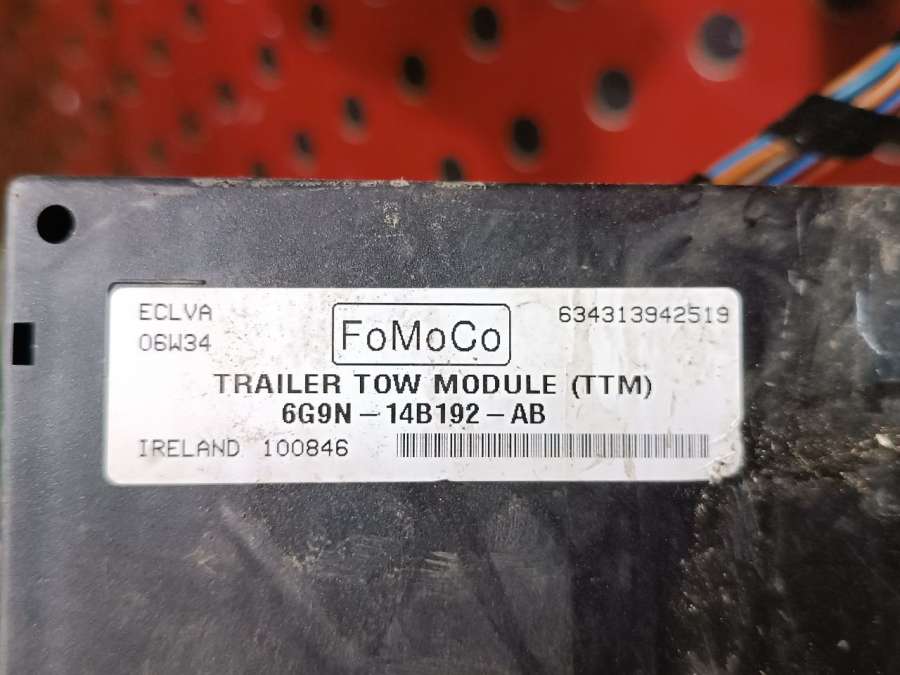 ECLVA
06W34
FoMoCo
634313942519
TRAILER TOW MODULE (TTM)
6G9N-14B192-AB
IRELAND 100846